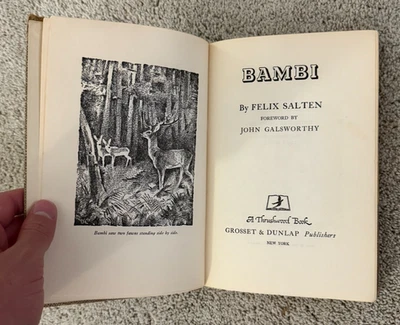 Bambi saw two fawns standing side by side.
BAMBI
By FELIX SALTEN
FOREWORD BY
JOHN GALSWORTHY
A Thrushwood Book
GROSSET & DUNLAP Publishers
NEW YORK